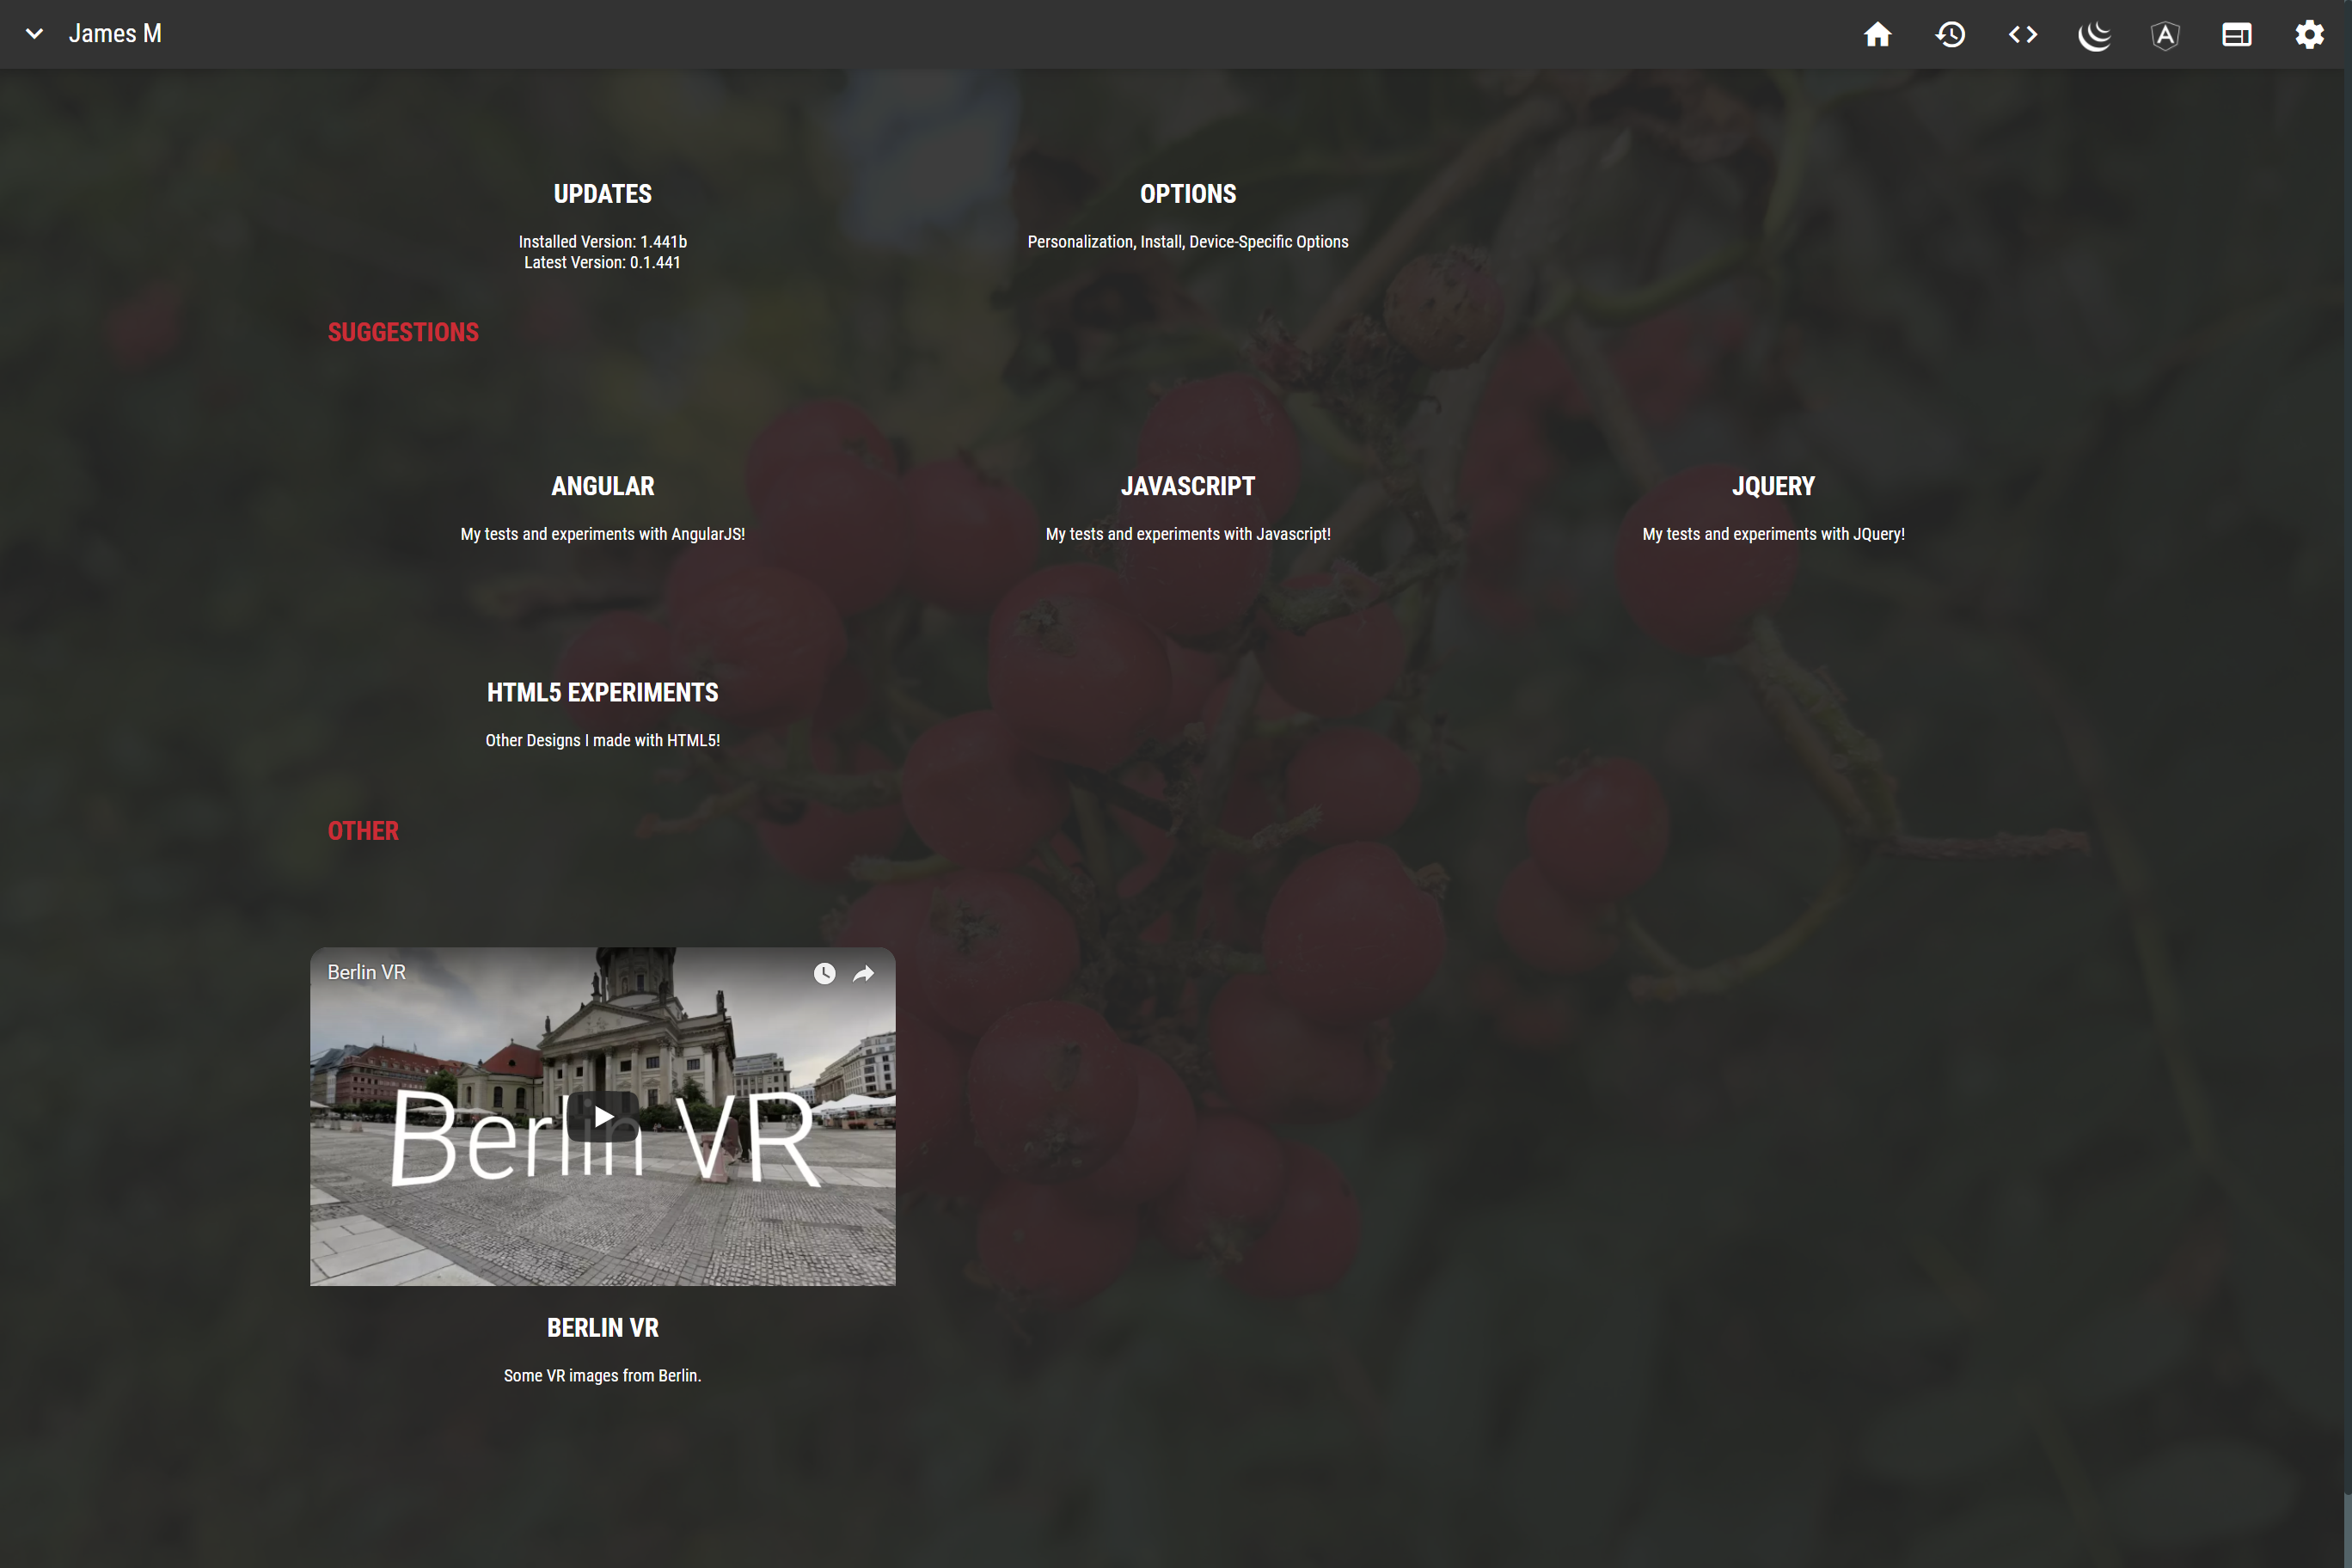 James M
UPDATES
Installed Version: 1.441b
Latest Version: 0.1.441
OPTIONS
Personalization, Install, Device-Specific Options
SUGGESTIONS
ANGULAR
My tests and experiments with AngularJS!
JAVASCRIPT
My tests and experiments with Javascript!
JQUERY
My tests and experiments with JQuery!
HTML5 EXPERIMENTS
Other Designs I made with HTML5!
OTHER
Berlin VR
Berlin VR
BERLIN VR
Some VR images from Berlin.